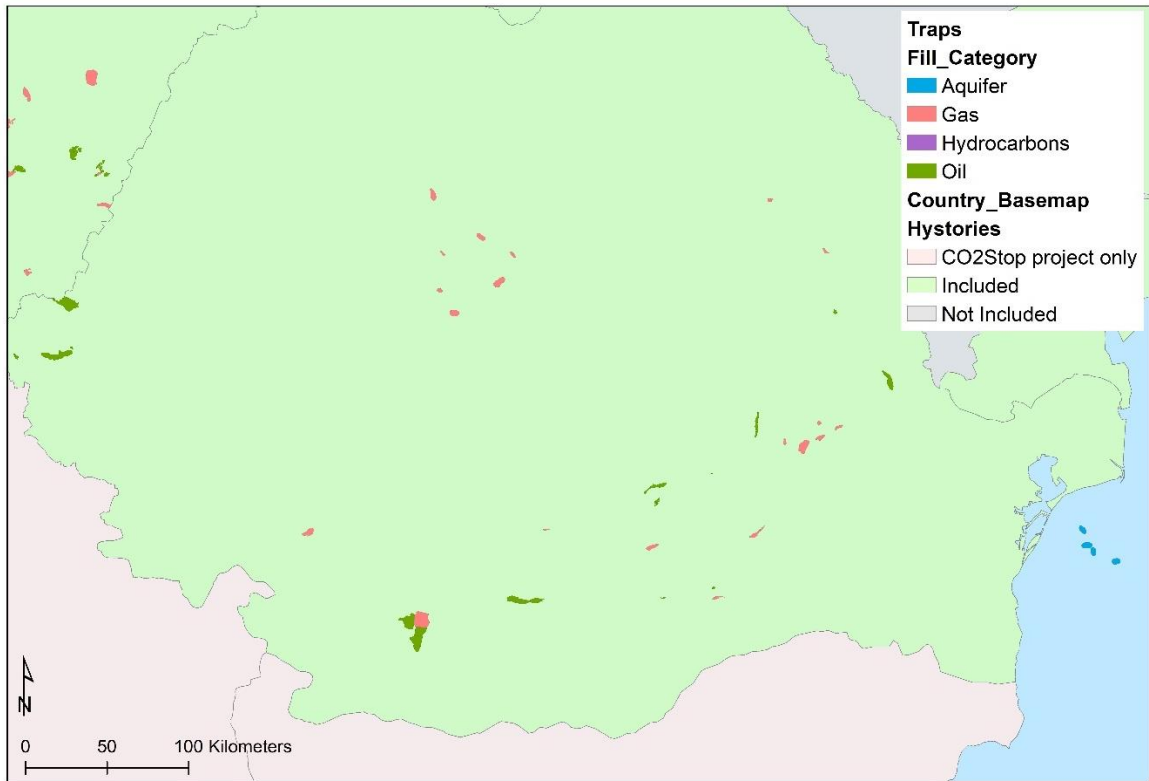 Traps
Fill_Category
Aquifer
Gas
Hydrocarbons
Oil
Country_Basemap
Hystories
CO2Stop project only
Included
Not Included
N
0 50 100 Kilometers